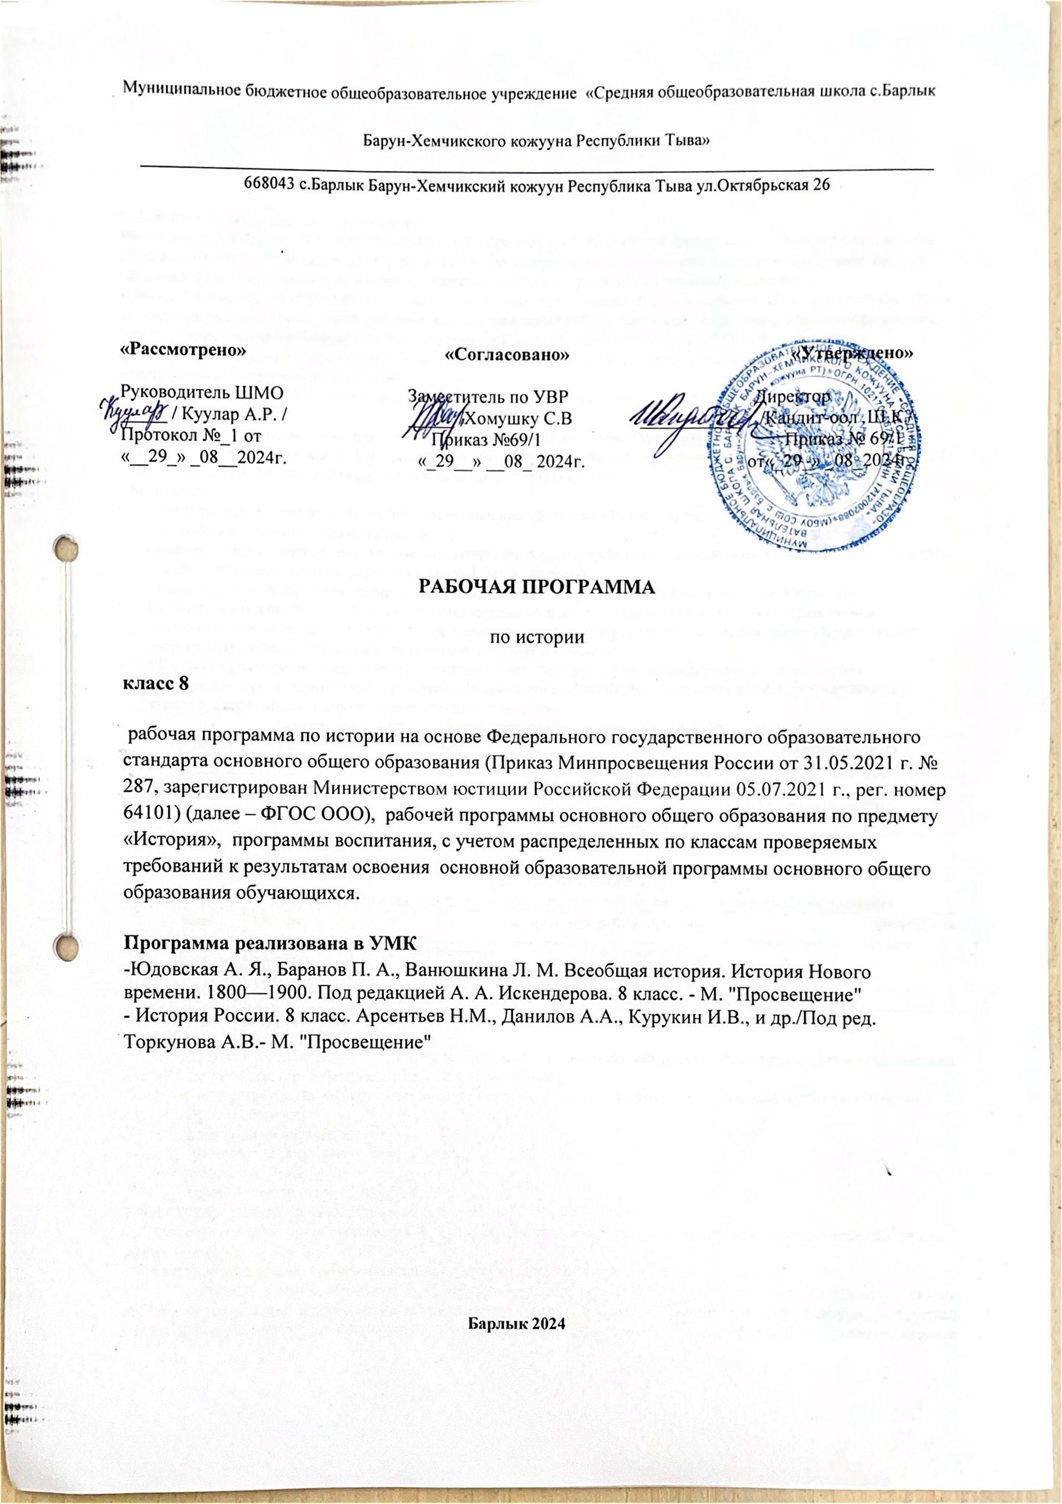 Муниципальное бюджетное общеобразовательное учреждение «Средняя общеобразовательная школа с.Барлык
Барун-Хемчикского кожууна Республики Тыва»
668043 с.Барлык Барун-Хемчикский кожуун Республика Тыва ул.Октябрьская 26
«Рассмотрено» «Согласовано» «Утверждено»
Руководитель ШМО Заместитель по УВР Директор
Куулар / Куулар А.Р. / /Хомушку С.В /Кандит-оол Ш.К.
Протокол №_1 от Приказ №69/1 Приказ № 69/1
«__29_» _08__2024г. «_29__» __08_ 2024г. от«_29_»__08_2024г.
РАБОЧАЯ ПРОГРАММА
по истории
класс 8
рабочая программа по истории на основе Федерального государственного образовательного
стандарта основного общего образования (Приказ Минпросвещения России от 31.05.2021 г. №
287, зарегистрирован Министерством юстиции Российской Федерации 05.07.2021 г., рег. номер
64101) (далее – ФГОС ООО), рабочей программы основного общего образования по предмету
«История», программы воспитания, с учетом распределенных по классам проверяемых
требований к результатам освоения основной образовательной программы основного общего
образования обучающихся.
Программа реализована в УМК
-Юдовская А. Я., Баранов П. А., Ванюшкина Л. М. Всеобщая история. История Нового
времени. 1800—1900. Под редакцией А. А. Искендерова. 8 класс. - М. "Просвещение"
- История России. 8 класс. Арсентьев Н.М., Данилов А.А., Курукин И.В., и др./Под ред.
Торкунова А.В.- М. "Просвещение"
Барлык 2024